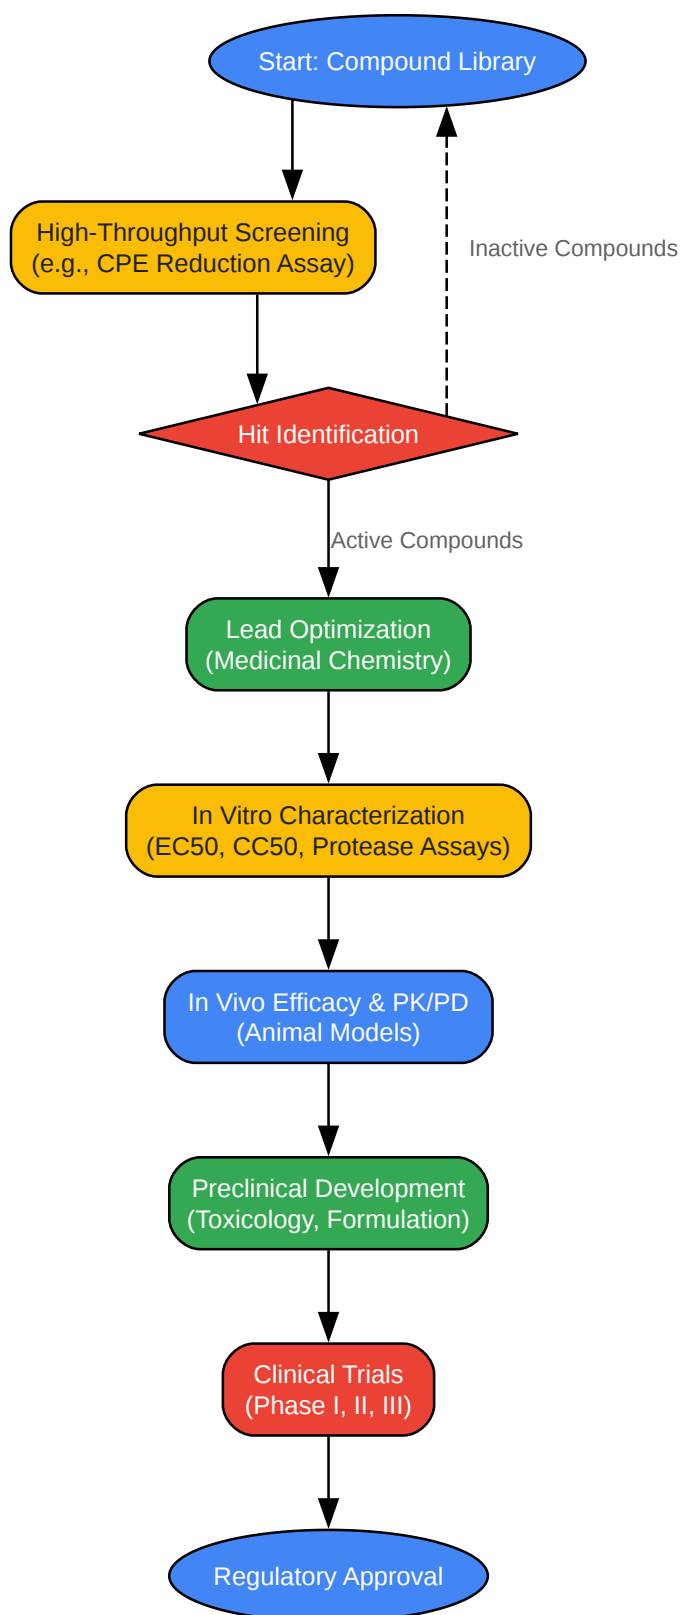 Start: Compound Library
High-Throughput Screening
(e.g., CPE Reduction Assay)
Inactive Compounds
Hit Identification
Active Compounds
Lead Optimization
(Medicinal Chemistry)
In Vitro Characterization
(EC50, CC50, Protease Assays)
In Vivo Efficacy & PK/PD
(Animal Models)
Preclinical Development
(Toxicology, Formulation)
Clinical Trials
(Phase I, II, III)
Regulatory Approval